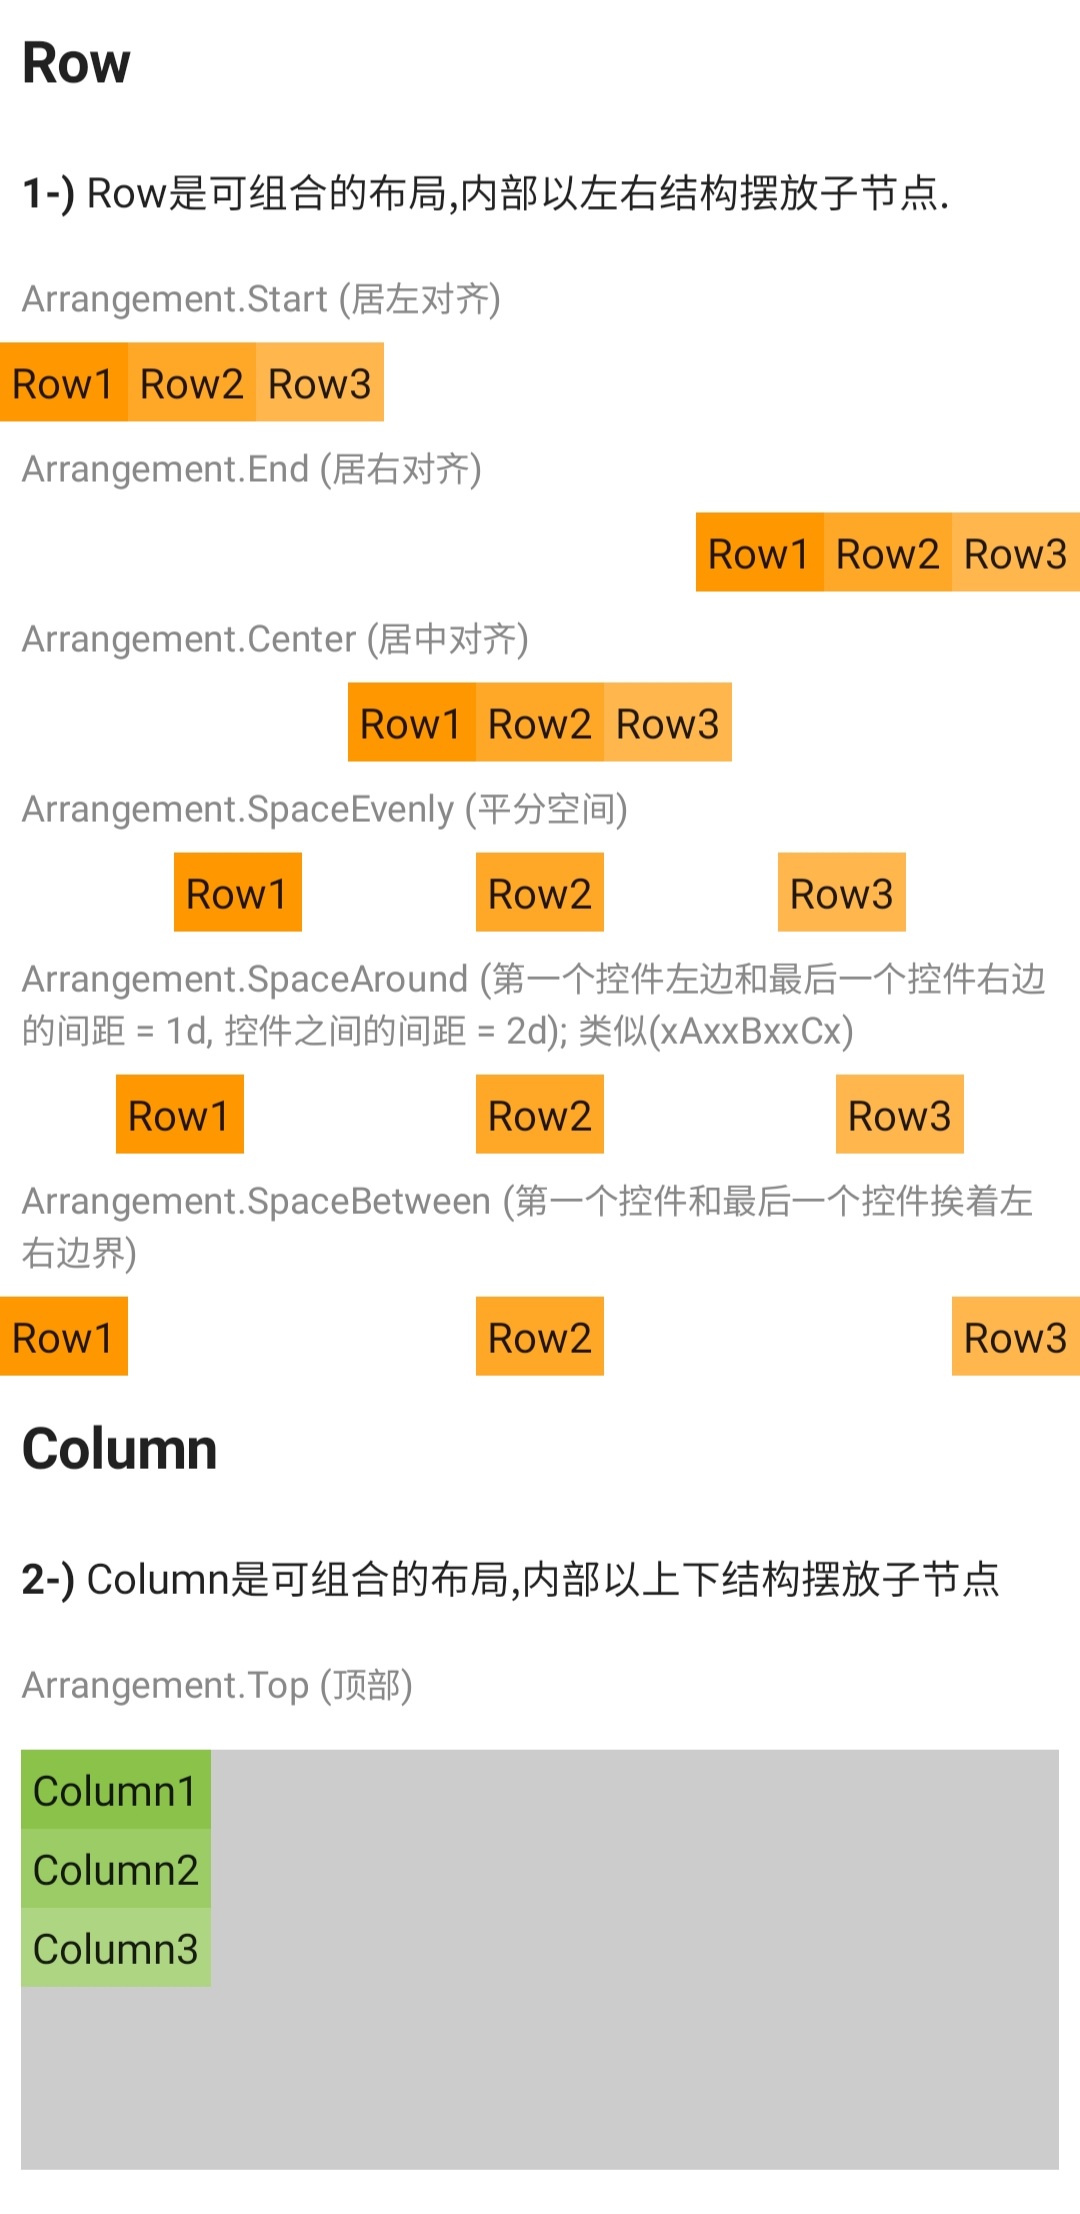 Row
1-) Row是可组合的布局,内部以左右结构摆放子节点.
Arrangement.Start (居左对齐)
Row1 Row2 Row3
Arrangement.End (居右对齐)
Row1 Row2 Row3
Arrangement.Center (居中对齐)
Row1 Row2 Row3
Arrangement.SpaceEvenly (平分空间)
Row1 Row2 Row3
Arrangement.SpaceAround (第一个控件左边和最后一个控件右边
的间距 = 1d, 控件之间的间距 = 2d); 类似(xAxxBxxCx)
Row1 Row2 Row3
Arrangement.SpaceBetween (第一个控件和最后一个控件挨着左
右边界)
Row1 Row2 Row3
Column
2-) Column是可组合的布局,内部以上下结构摆放子节点
Arrangement.Top (顶部)
Column1
Column2
Column3